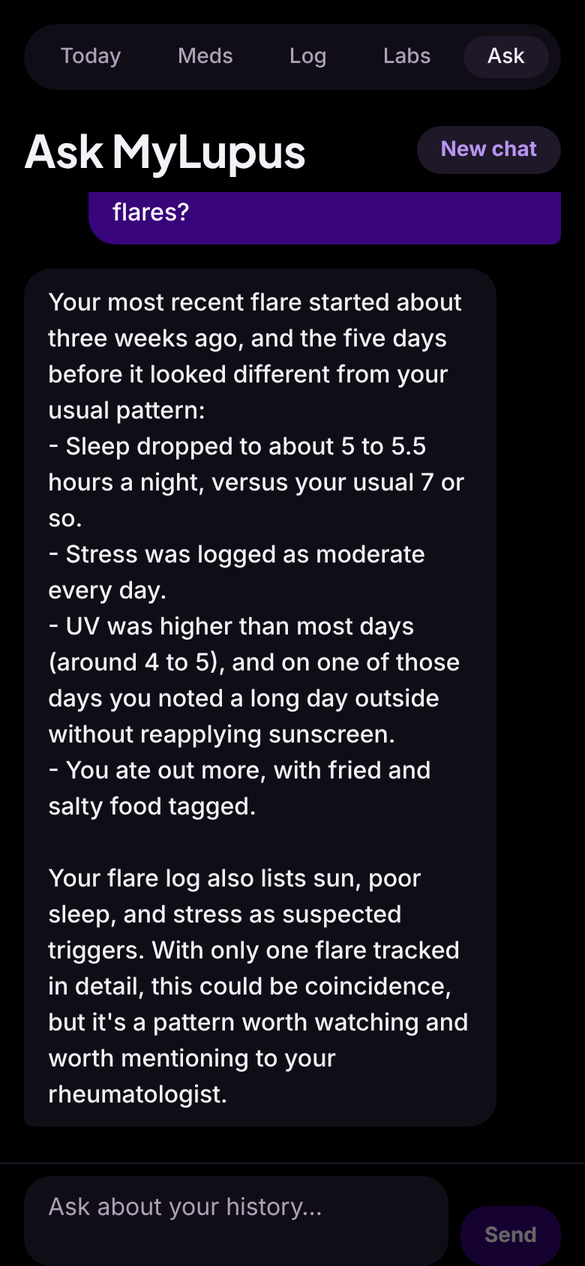 Today Meds Log Labs Ask
Ask MyLupus New chat
flares?
Your most recent flare started about
three weeks ago, and the five days
before it looked different from your
usual pattern:
- Sleep dropped to about 5 to 5.5
hours a night, versus your usual 7 or
so.
- Stress was logged as moderate
every day.
- UV was higher than most days
(around 4 to 5), and on one of those
days you noted a long day outside
without reapplying sunscreen.
- You ate out more, with fried and
salty food tagged.
Your flare log also lists sun, poor
sleep, and stress as suspected
triggers. With only one flare tracked
in detail, this could be coincidence,
but it's a pattern worth watching and
worth mentioning to your
rheumatologist.
Ask about your history...
Send